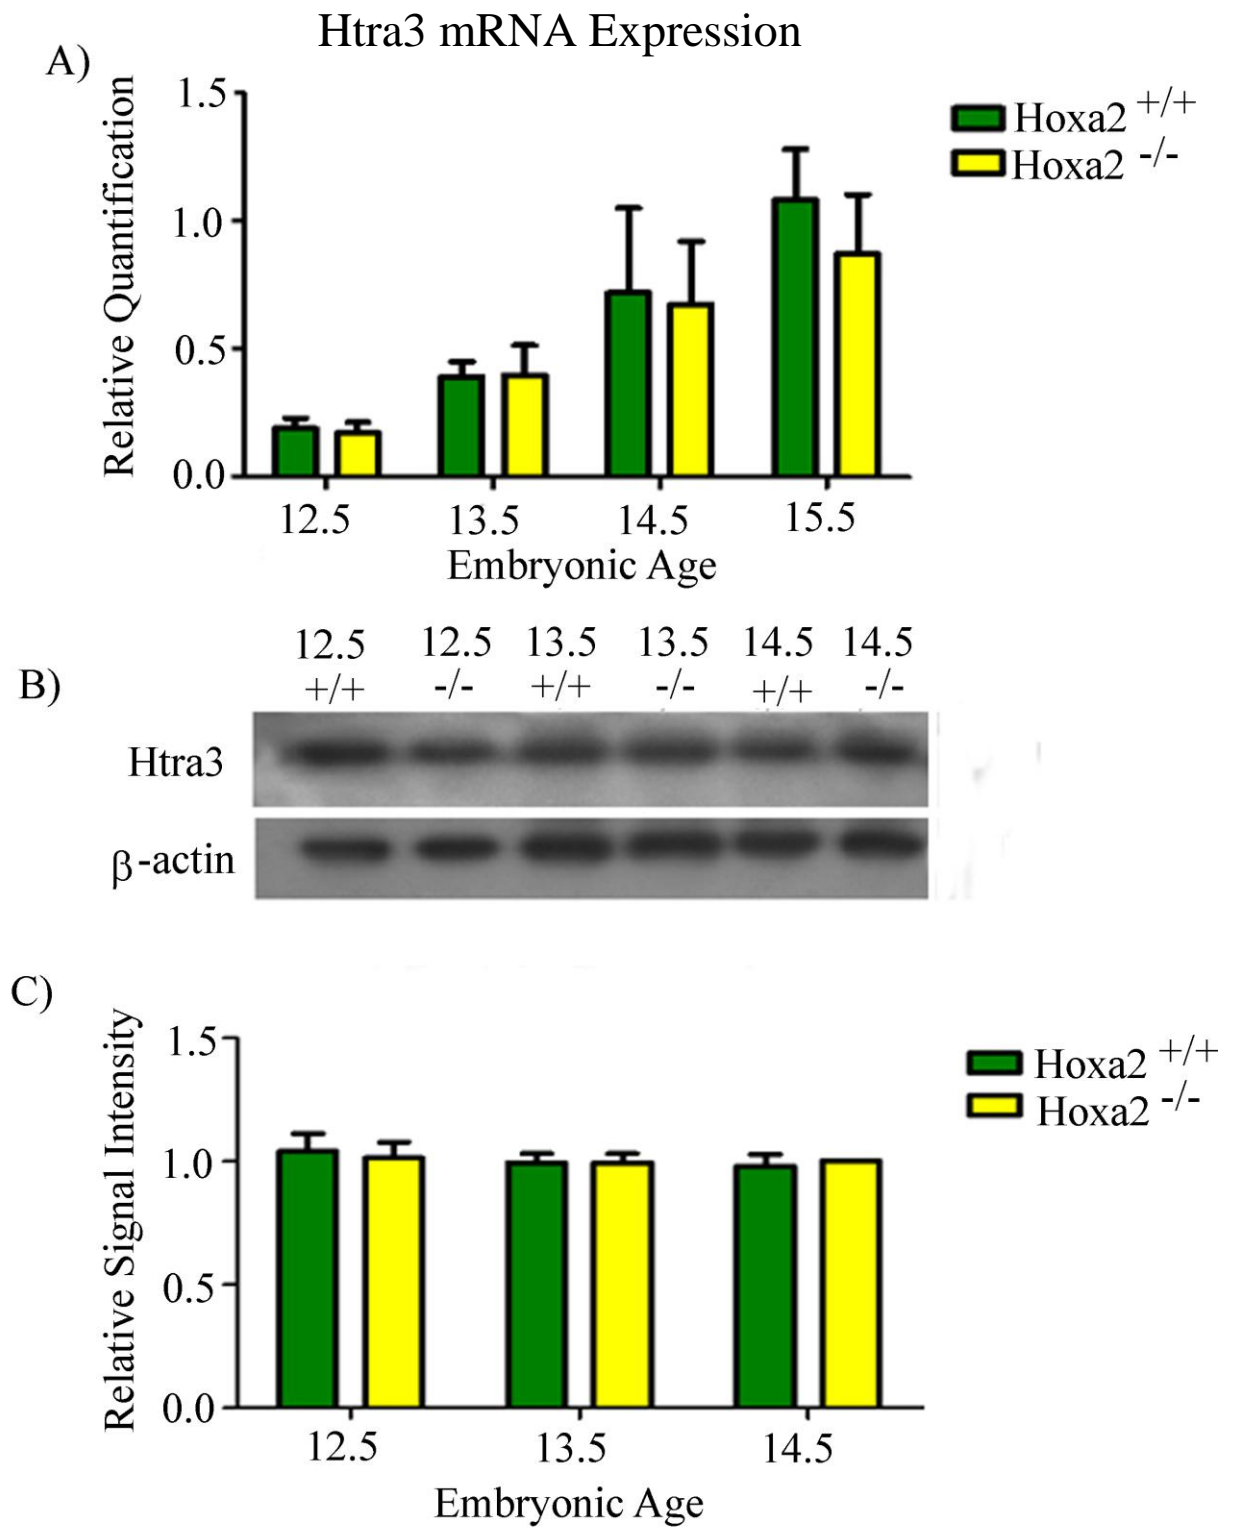 Htra3 mRNA Expression
A)
Relative Quantification
1.5
1.0
0.5
0.0
Hoxa2 +/+
Hoxa2 -/-
12.5 13.5 14.5 15.5
Embryonic Age
B)
12.5 12.5 13.5 13.5 14.5 14.5
+/+ -/- +/+ -/- +/+ -/-
Htra3
β-actin
C)
Relative Signal Intensity
1.5
1.0
0.5
0.0
Hoxa2 +/+
Hoxa2 -/-
12.5 13.5 14.5
Embryonic Age